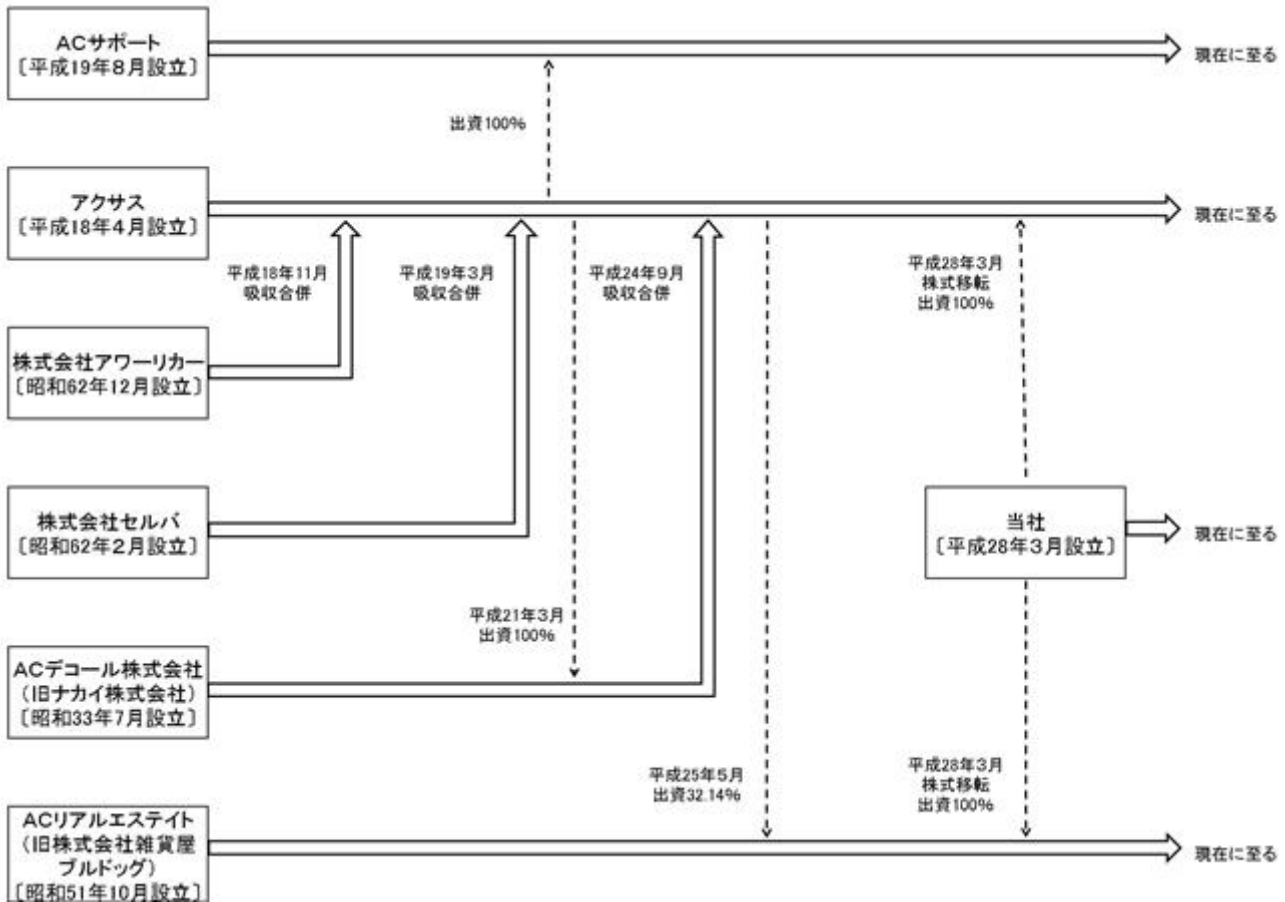 ACサポート
〔平成19年8月設立〕
現在に至る
出資100%
アクサス
〔平成18年4月設立〕
現在に至る
平成18年11月
吸収合併
平成19年3月
吸収合併
平成24年9月
吸収合併
平成28年3月
株式移転
出資100%
株式会社アワーリカー
〔昭和62年12月設立〕
株式会社セルバ
〔昭和62年2月設立〕
当社
〔平成28年3月設立〕
現在に至る
平成21年3月
出資100%
ACデコール株式会社
(旧ナカイ株式会社)
〔昭和33年7月設立〕
平成25年5月
出資32.14%
平成28年3月
株式移転
出資100%
ACリアルエステイト
(旧株式会社雑貨屋
ブルドッグ)
〔昭和51年10月設立〕
現在に至る